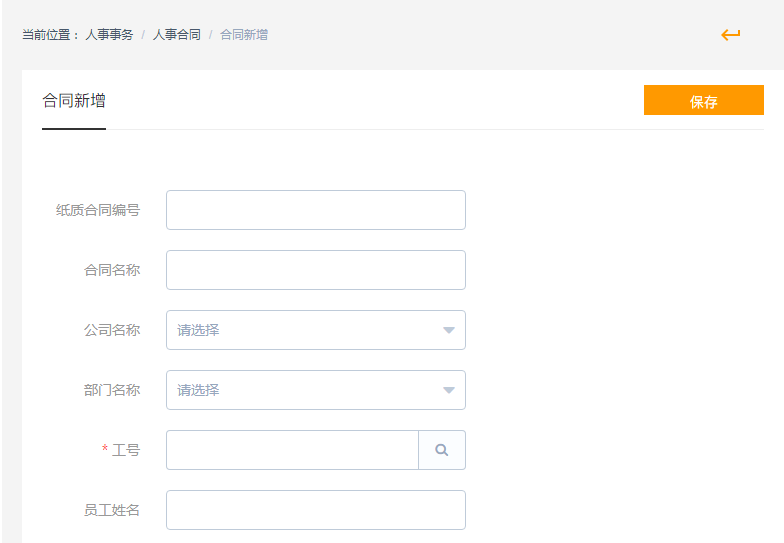 当前位置： 人事事务 / 人事合同 / 合同新增
合同新增
保存
纸质合同编号
合同名称
公司名称 请选择
部门名称 请选择
* 工号
员工姓名